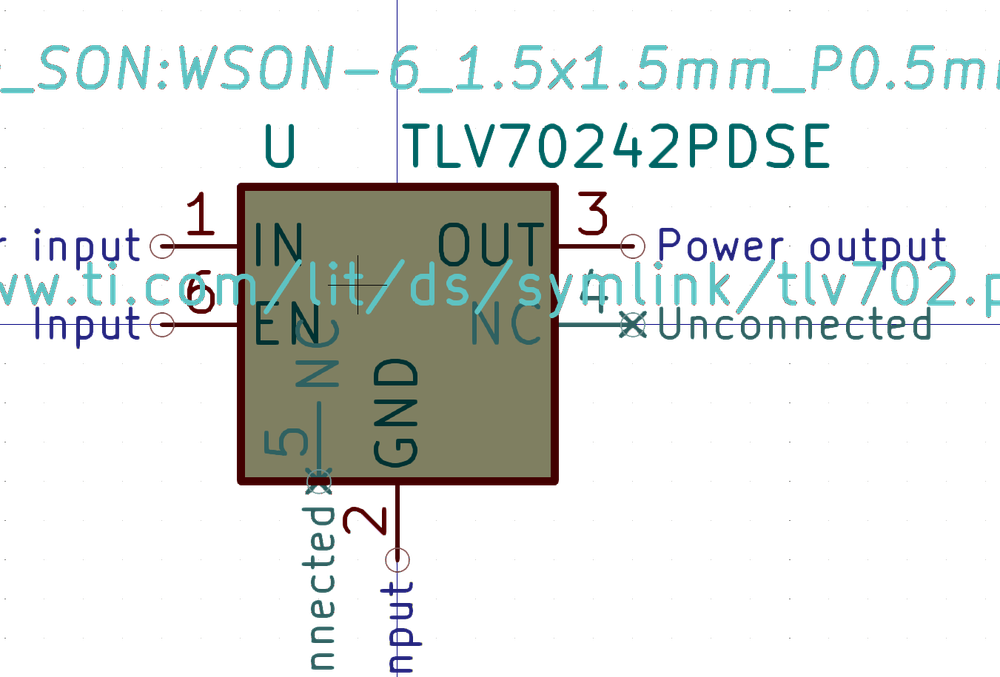 _SON:WSON-6_1.5x1.5mm_P0.5m
U TLV70242PDSE
1 3
input IN OUT Power output
ww.ti.com/lit/ds/symlink/tlv702.p
6 4
Input EN NC Unconnected
NC
5 GND
2
nnected
nput